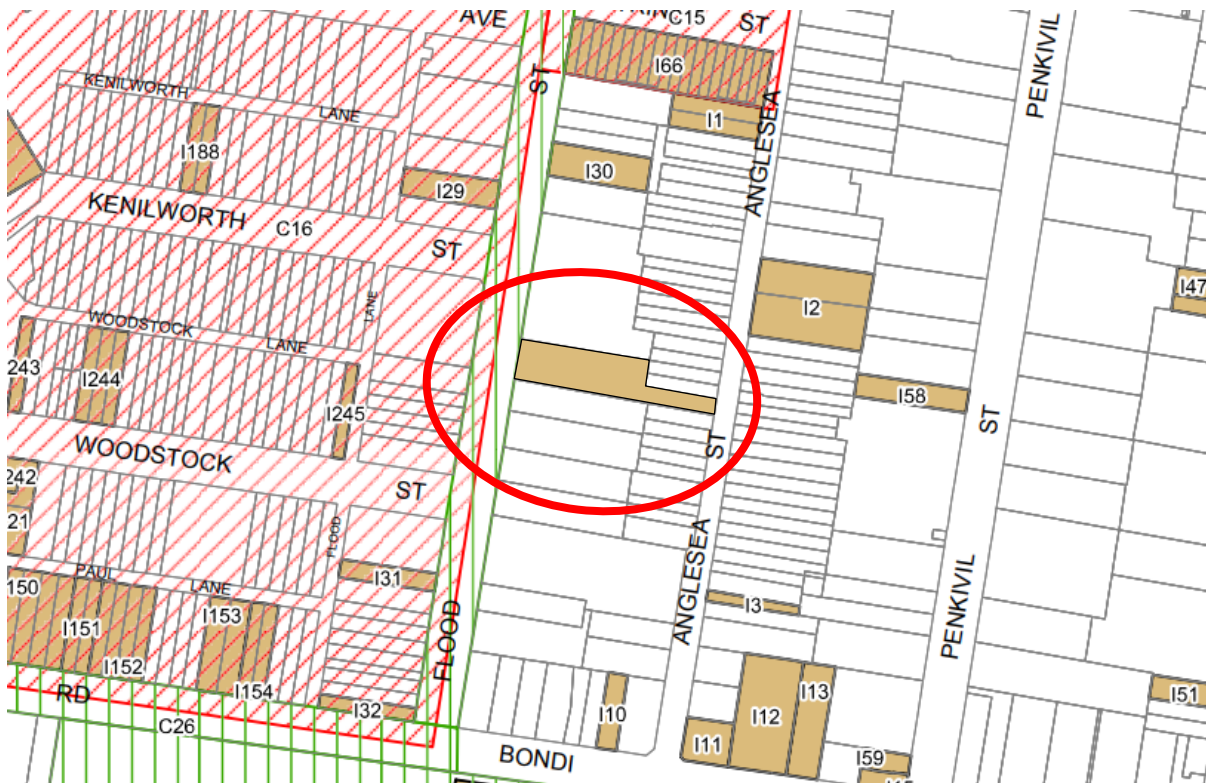 AVE
C15
ST
I66
PENKIVIL
KENILWORTH
LANE
ST
I1
ANGLESEA
I188
I30
I29
KENILWORTH
C16
ST
I47
LANE
I2
WOODSTOCK
LANE
243
I244
I245
I58
ST
WOODSTOCK
ST
ST
242
21
FLOOD
ANGLESEA
PAUL
LANE
I31
150
I151
I153
I3
PENKIVIL
FLOOD
I152
I154
I13
I51
RD
I32
I10
I12
C26
I11
BONDI
I59